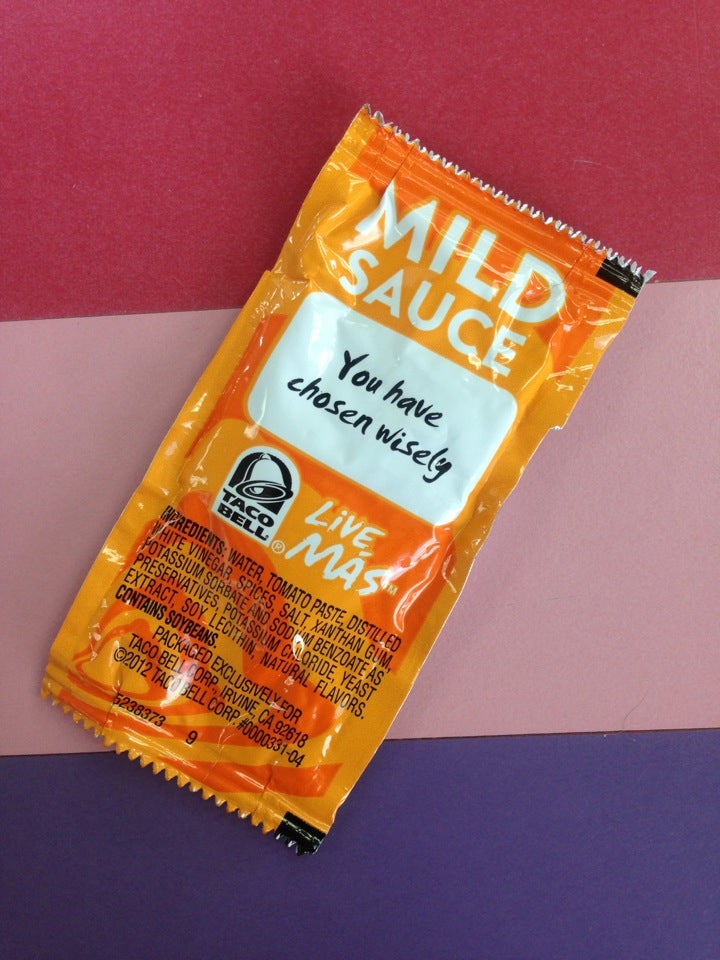 MILD
SAUCE
You have
chosen wisely
TACO
BELL®
LIVE
MÁS™
INGREDIENTS: WATER, TOMATO PASTE, DISTILLED
WHITE VINEGAR, SPICES, SALT, XANTHAN GUM,
POTASSIUM SORBATE AND SODIUM BENZOATE AS
PRESERVATIVES, POTASSIUM CHLORIDE, YEAST
EXTRACT, SOY LECITHIN, NATURAL FLAVORS.
CONTAINS SOYBEANS.
PACKAGED EXCLUSIVELY FOR
TACO BELL CORP., IRVINE, CA 92618
©2012 TACO BELL CORP. #0000331-04
5238373 9